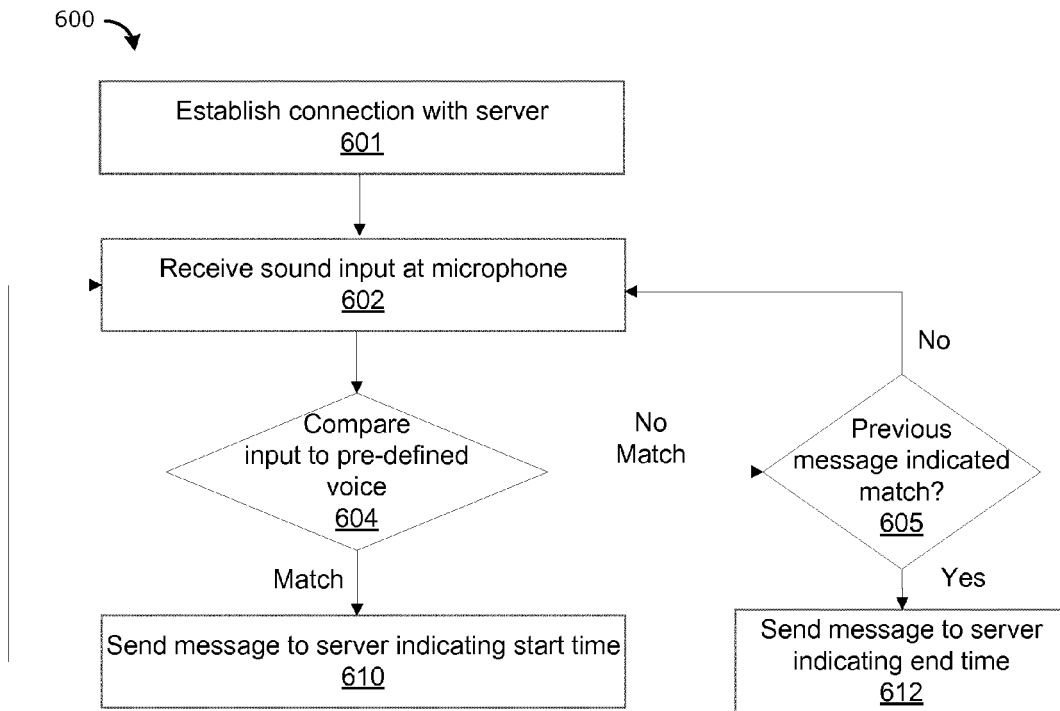 600
Establish connection with server
601
Receive sound input at microphone
602
No
Compare
input to pre-defined
voice
604
No
Match
Previous
message indicated
match?
605
Match
Yes
Send message to server indicating start time
610
Send message to server
indicating end time
612